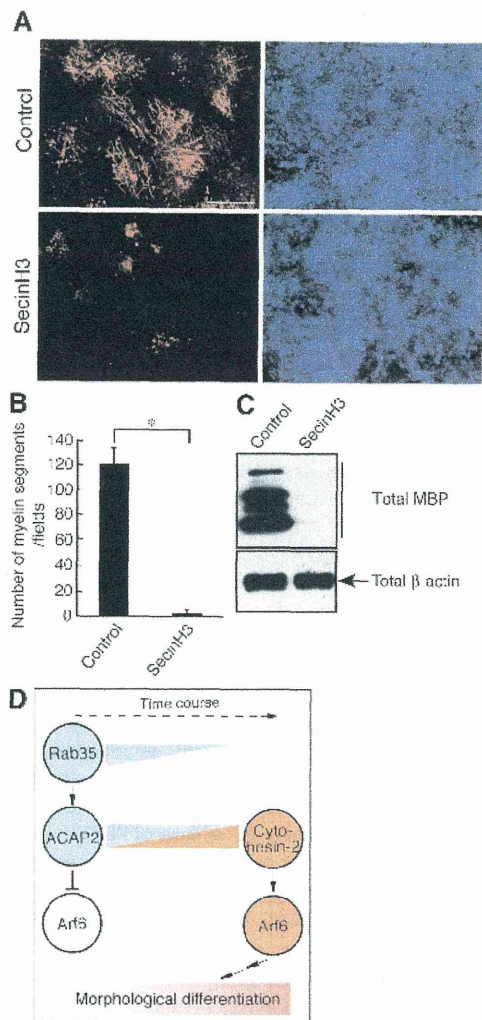 A
Control
SecinH3
B
Number of myelin segments
/fields
140
120
100
80
60
40
20
0
*
Control
SecinH3
C
Control
SecinH3
Total MBP
Total β actin
D
Time course
Rab35
ACAP2
Cyto-
hesin-2
Arf6
Arf6
Morphological differentiation